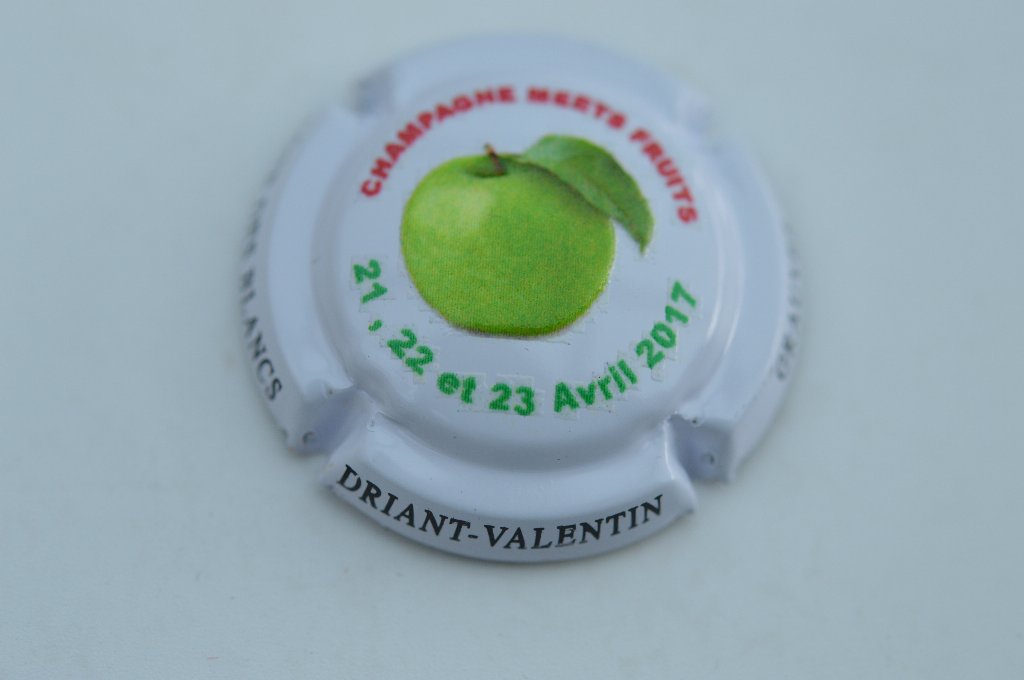 CHAMPAGNE MEETS FRUITS
21, 22 et 23 Avril 2017
BLANCS
DRIANT-VALENTIN